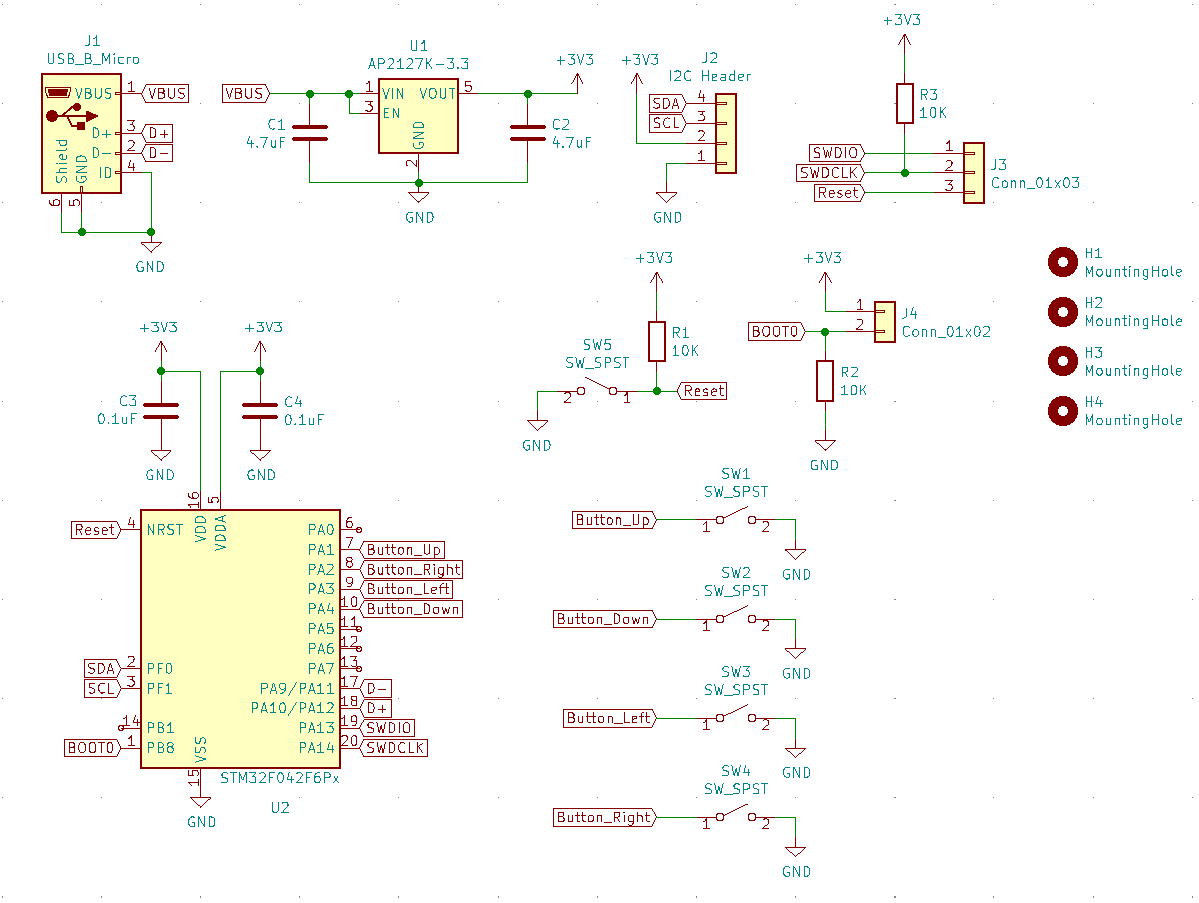 J1
USB_B_Micro
VBUS 1 VBUS
D+ 3 D+
D- 2 D-
ID 4
Shield
GND
6
5
GND
U1
AP2127K-3.3
VBUS
1 VIN
3 EN
VOUT 5
GND
2
C1
4.7uF
C2
4.7uF
+3V3
GND
+3V3
J2
I2C Header
SDA 4
SCL 3
2
1
GND
+3V3
R3
10K
SWDIO 1
SWDCLK 2
Reset 3
J3
Conn_01x03
+3V3
R1
10K
SW5
SW_SPST
2
1
Reset
GND
+3V3
BOOT0
1
2
J4
Conn_01x02
R2
10K
GND
H1
MountingHole
H2
MountingHole
H3
MountingHole
H4
MountingHole
+3V3
+3V3
C3
0.1uF
C4
0.1uF
GND
GND
16
5
VDD
VDDA
Reset 4 NRST
PA0 6
PA1 7 Button_Up
PA2 8 Button_Right
PA3 9 Button_Left
PA4 10 Button_Down
PA5 11
PA6 12
PA7 13
SDA 2 PF0
SCL 3 PF1
PA9/PA11 17 D-
PA10/PA12 18 D+
14 PB1
PA13 19 SWDIO
BOOT0 1 PB8
PA14 20 SWDCLK
VSS
15
STM32F042F6Px
U2
GND
SW1
SW_SPST
Button_Up
1
2
GND
SW2
SW_SPST
Button_Down
1
2
GND
SW3
SW_SPST
Button_Left
1
2
GND
SW4
SW_SPST
Button_Right
1
2
GND